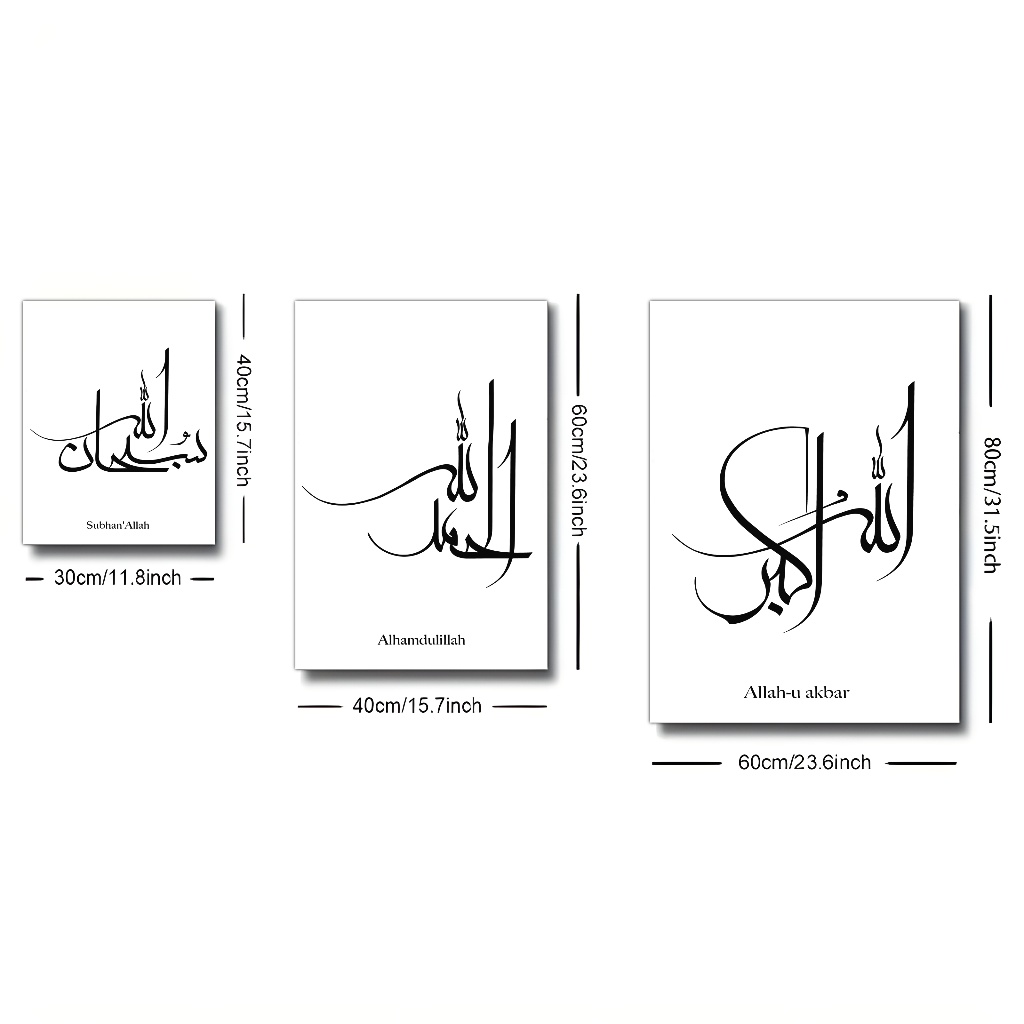 سبحان الله
Subhan'Allah
40cm/15.7inch
30cm/11.8inch
الحمد لله
Alhamdulillah
60cm/23.6inch
40cm/15.7inch
الله اكبر
Allah-u akbar
80cm/31.5inch
60cm/23.6inch